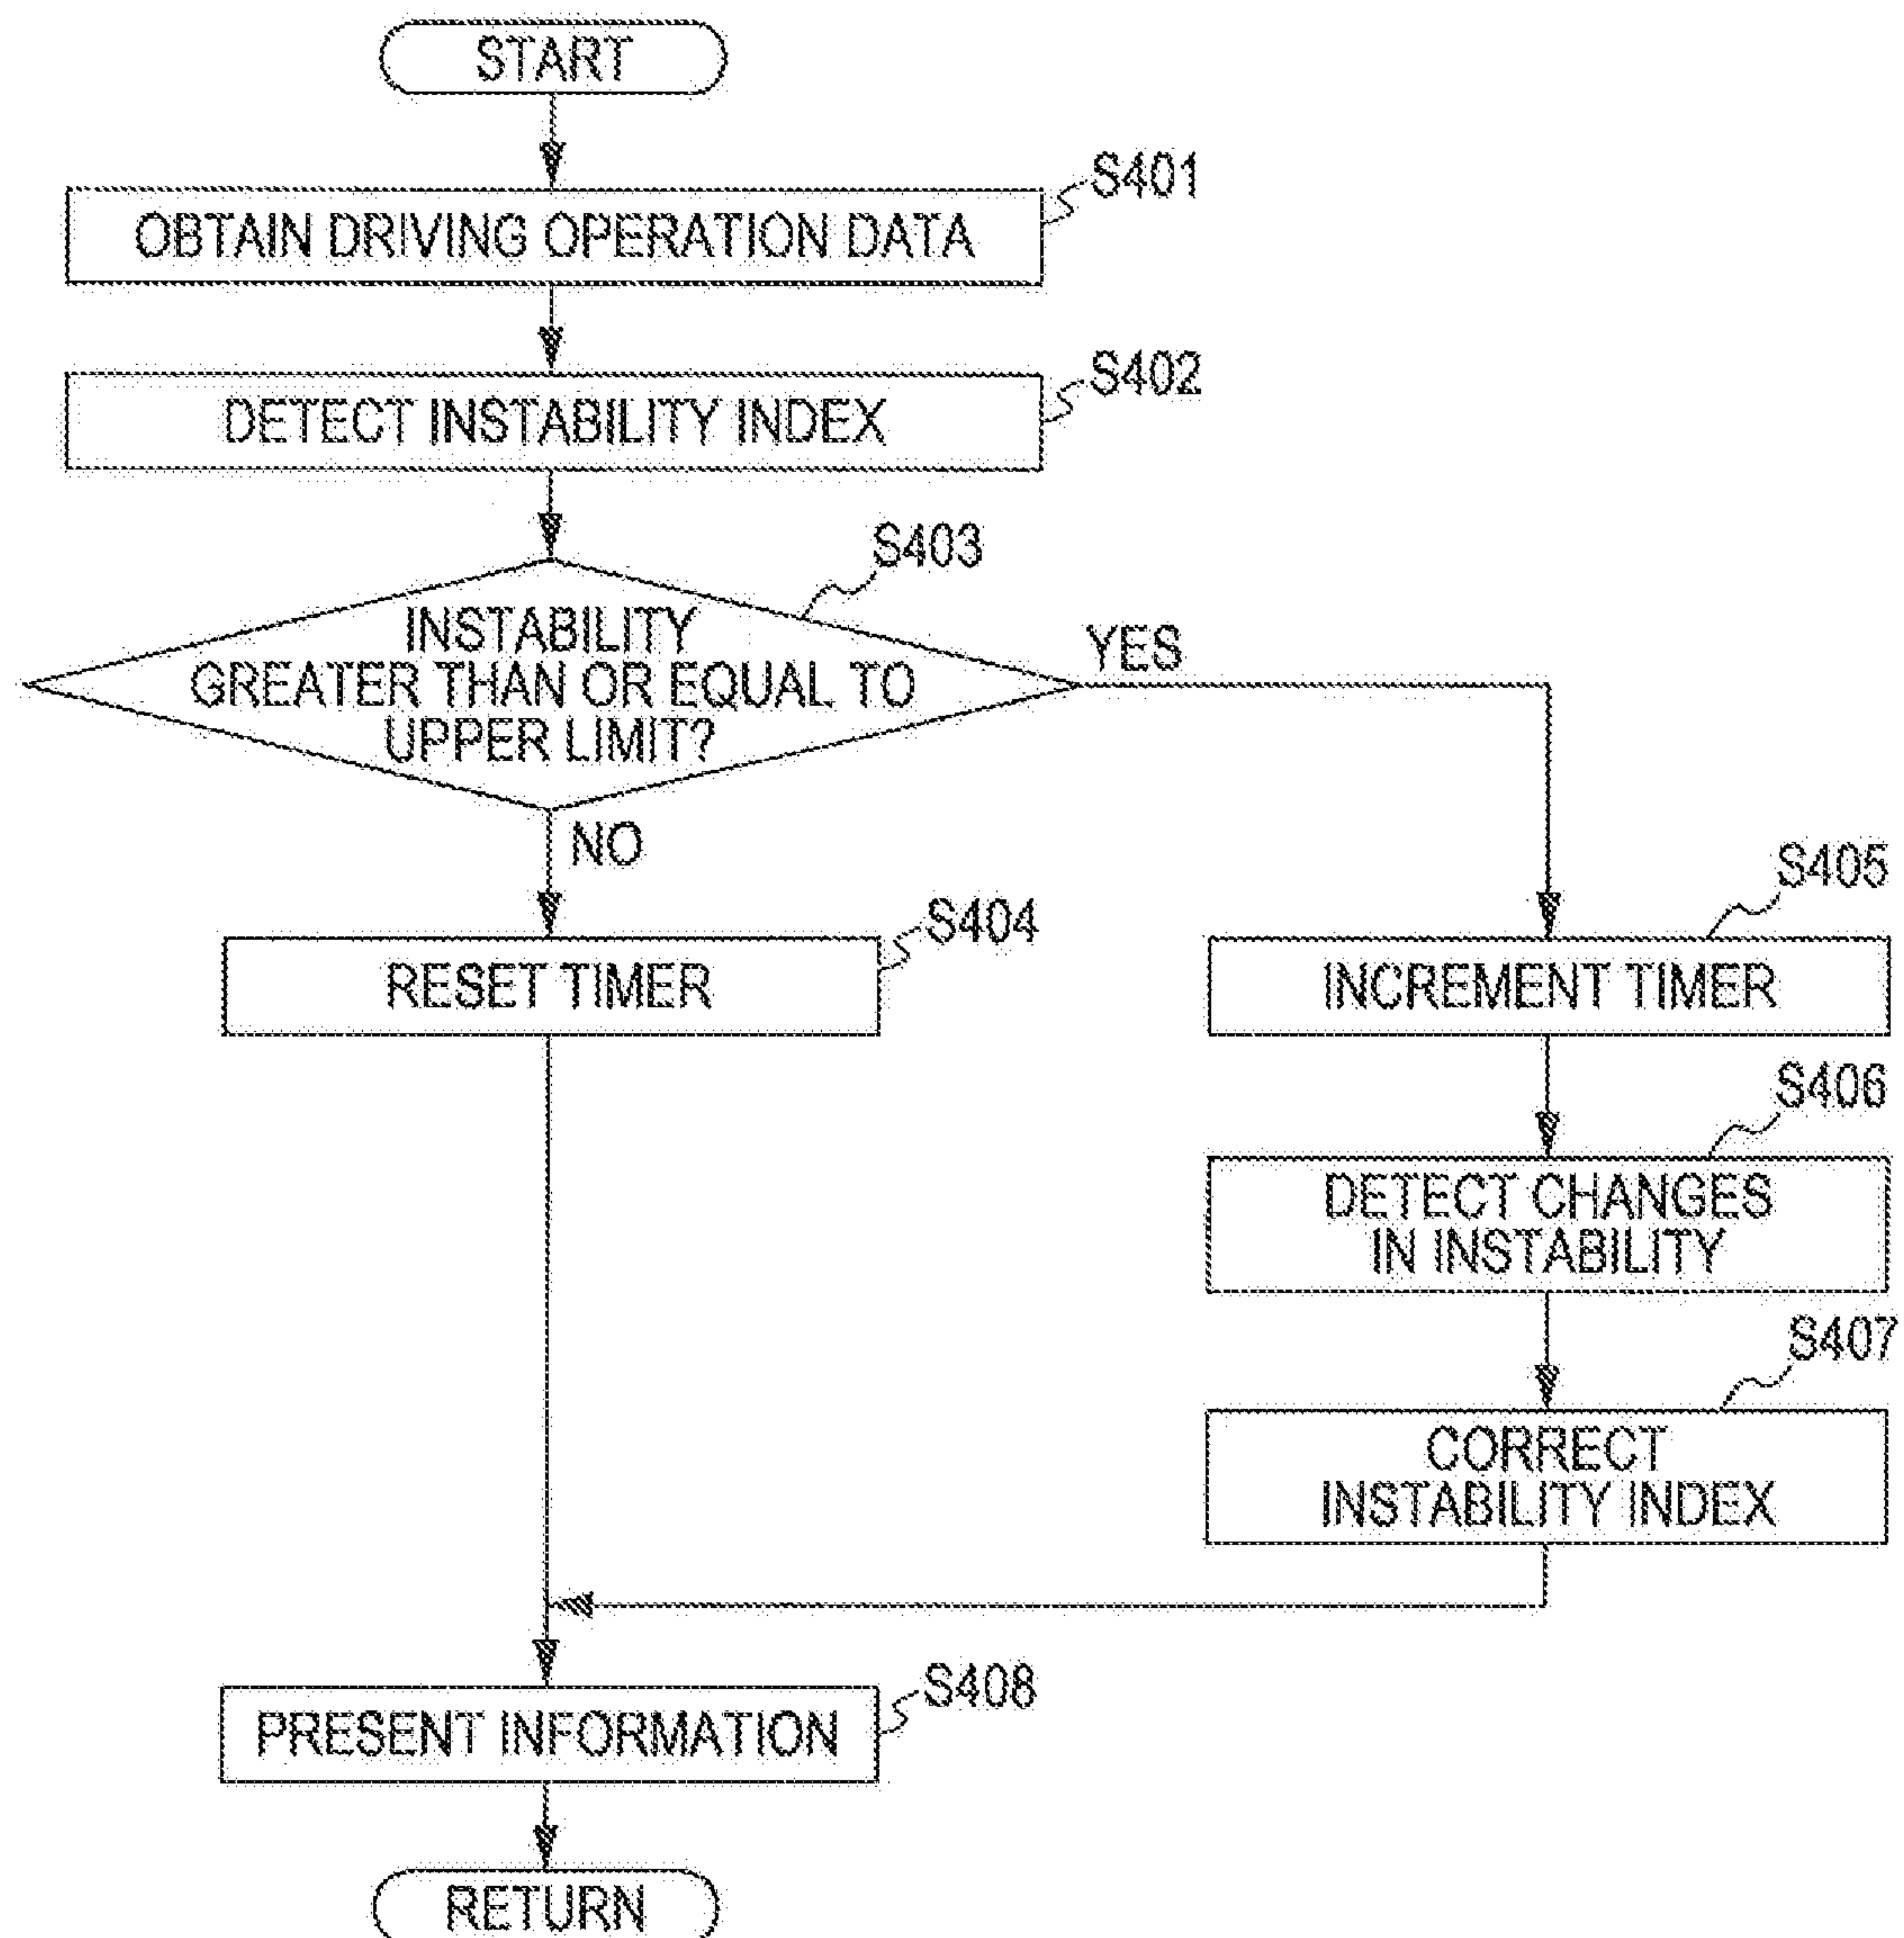 START
S401
OBTAIN DRIVING OPERATION DATA
S402
DETECT INSTABILITY INDEX
S403
INSTABILITY
GREATER THAN OR EQUAL TO
UPPER LIMIT?
YES
NO
S404
RESET TIMER
S405
INCREMENT TIMER
S406
DETECT CHANGES
IN INSTABILITY
S407
CORRECT
INSTABILITY INDEX
S408
PRESENT INFORMATION
RETURN